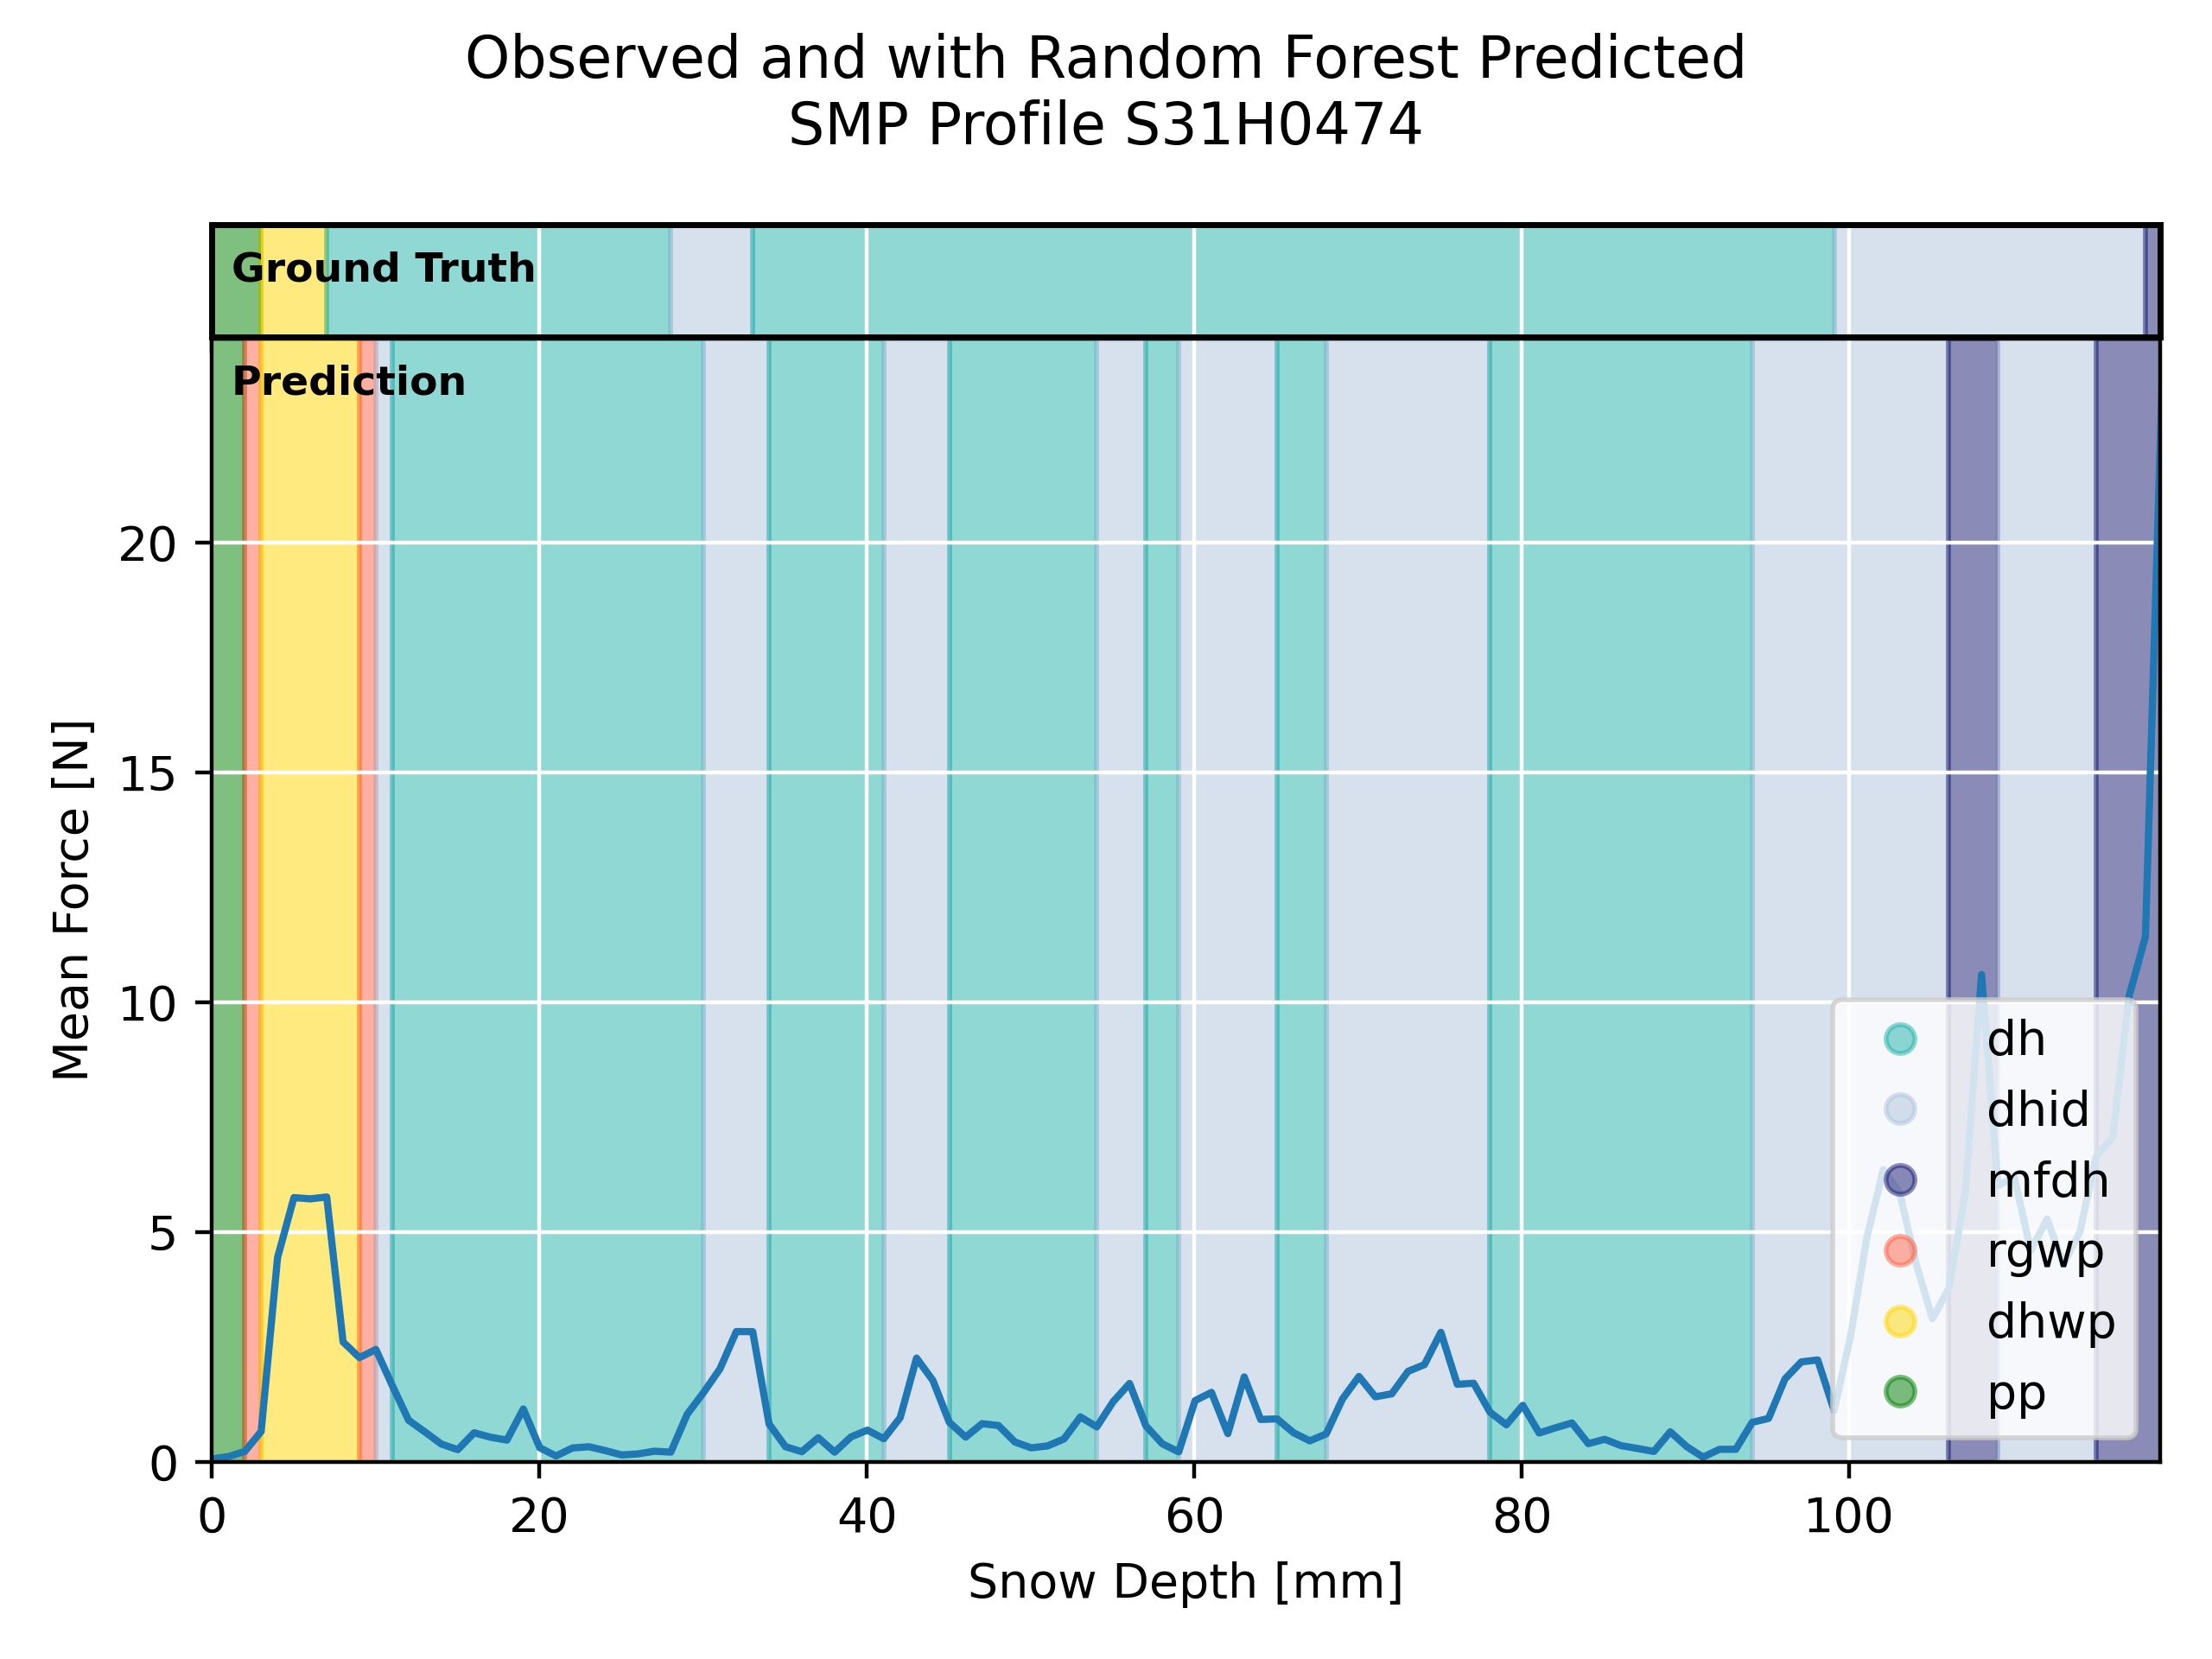 Observed and with Random Forest Predicted
SMP Profile S31H0474
Ground Truth
Prediction
20
15
10
5
0
Mean Force [N]
dh
dhid
mfdh
rgwp
dhwp
pp
0 20 40 60 80 100
Snow Depth [mm]